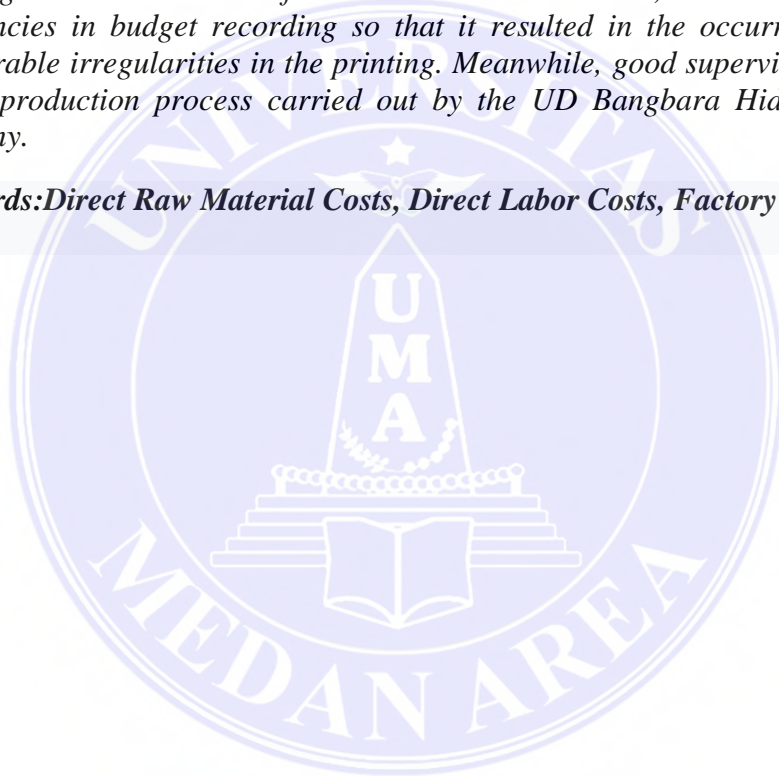 ncies in budget recording so that it resulted in the occurr
rable irregularities in the printing. Meanwhile, good supervi
production process carried out by the UD Bangbara Hid
ny.
rds:Direct Raw Material Costs, Direct Labor Costs, Factory
UNIVERSITAS
U
M
A
MEDAN AREA